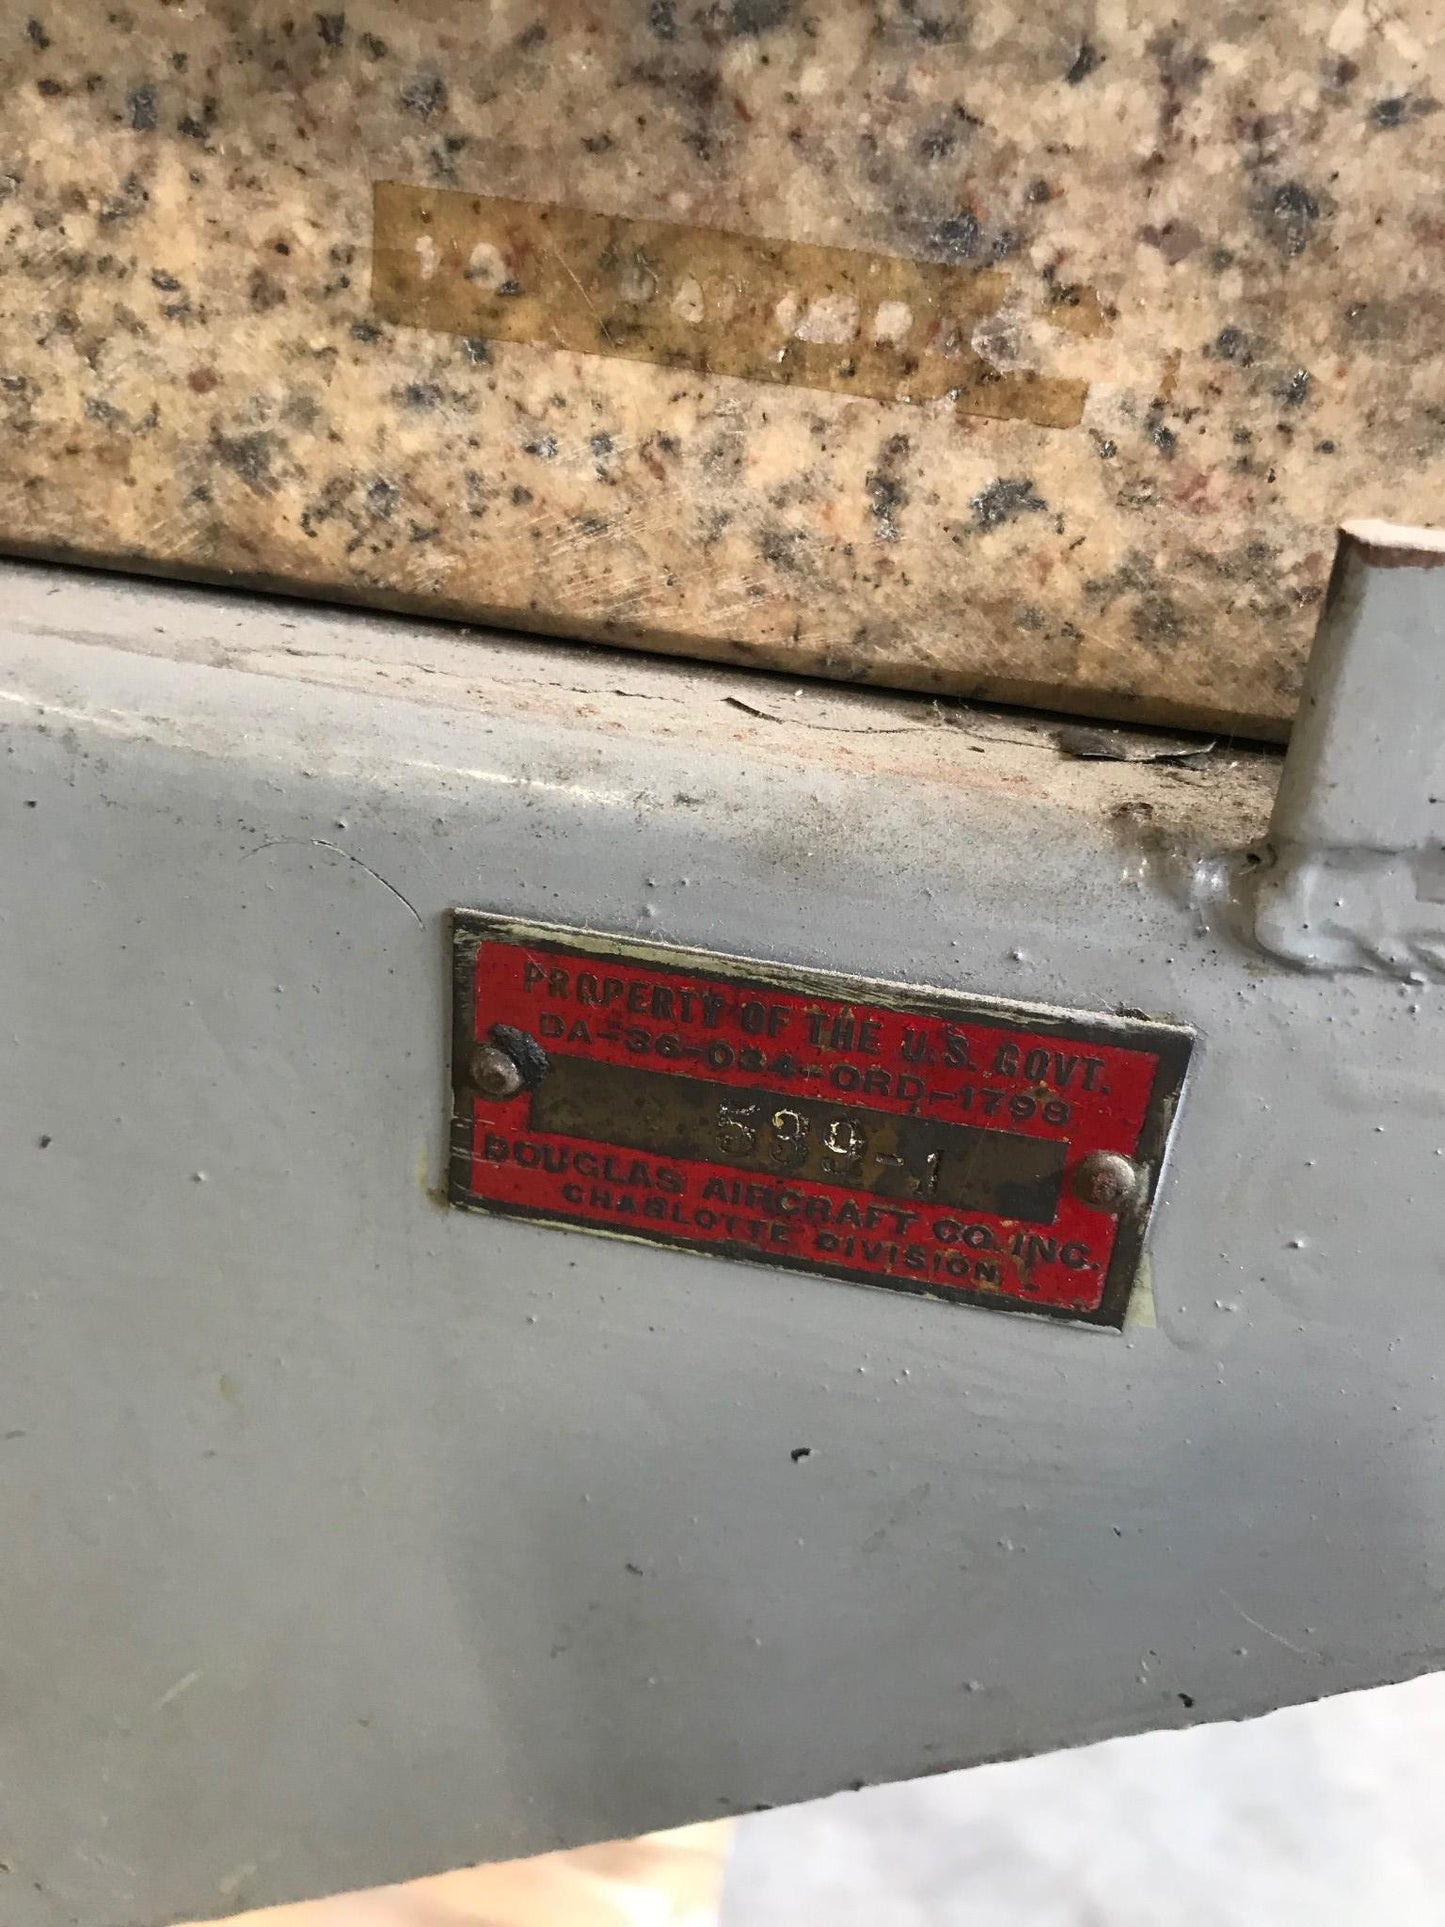 PROPERTY OF THE U.S. GOVT.
DA-36-034-ORD-1798
539-1
DOUGLAS AIRCRAFT CO. INC.
CHARLOTTE DIVISION